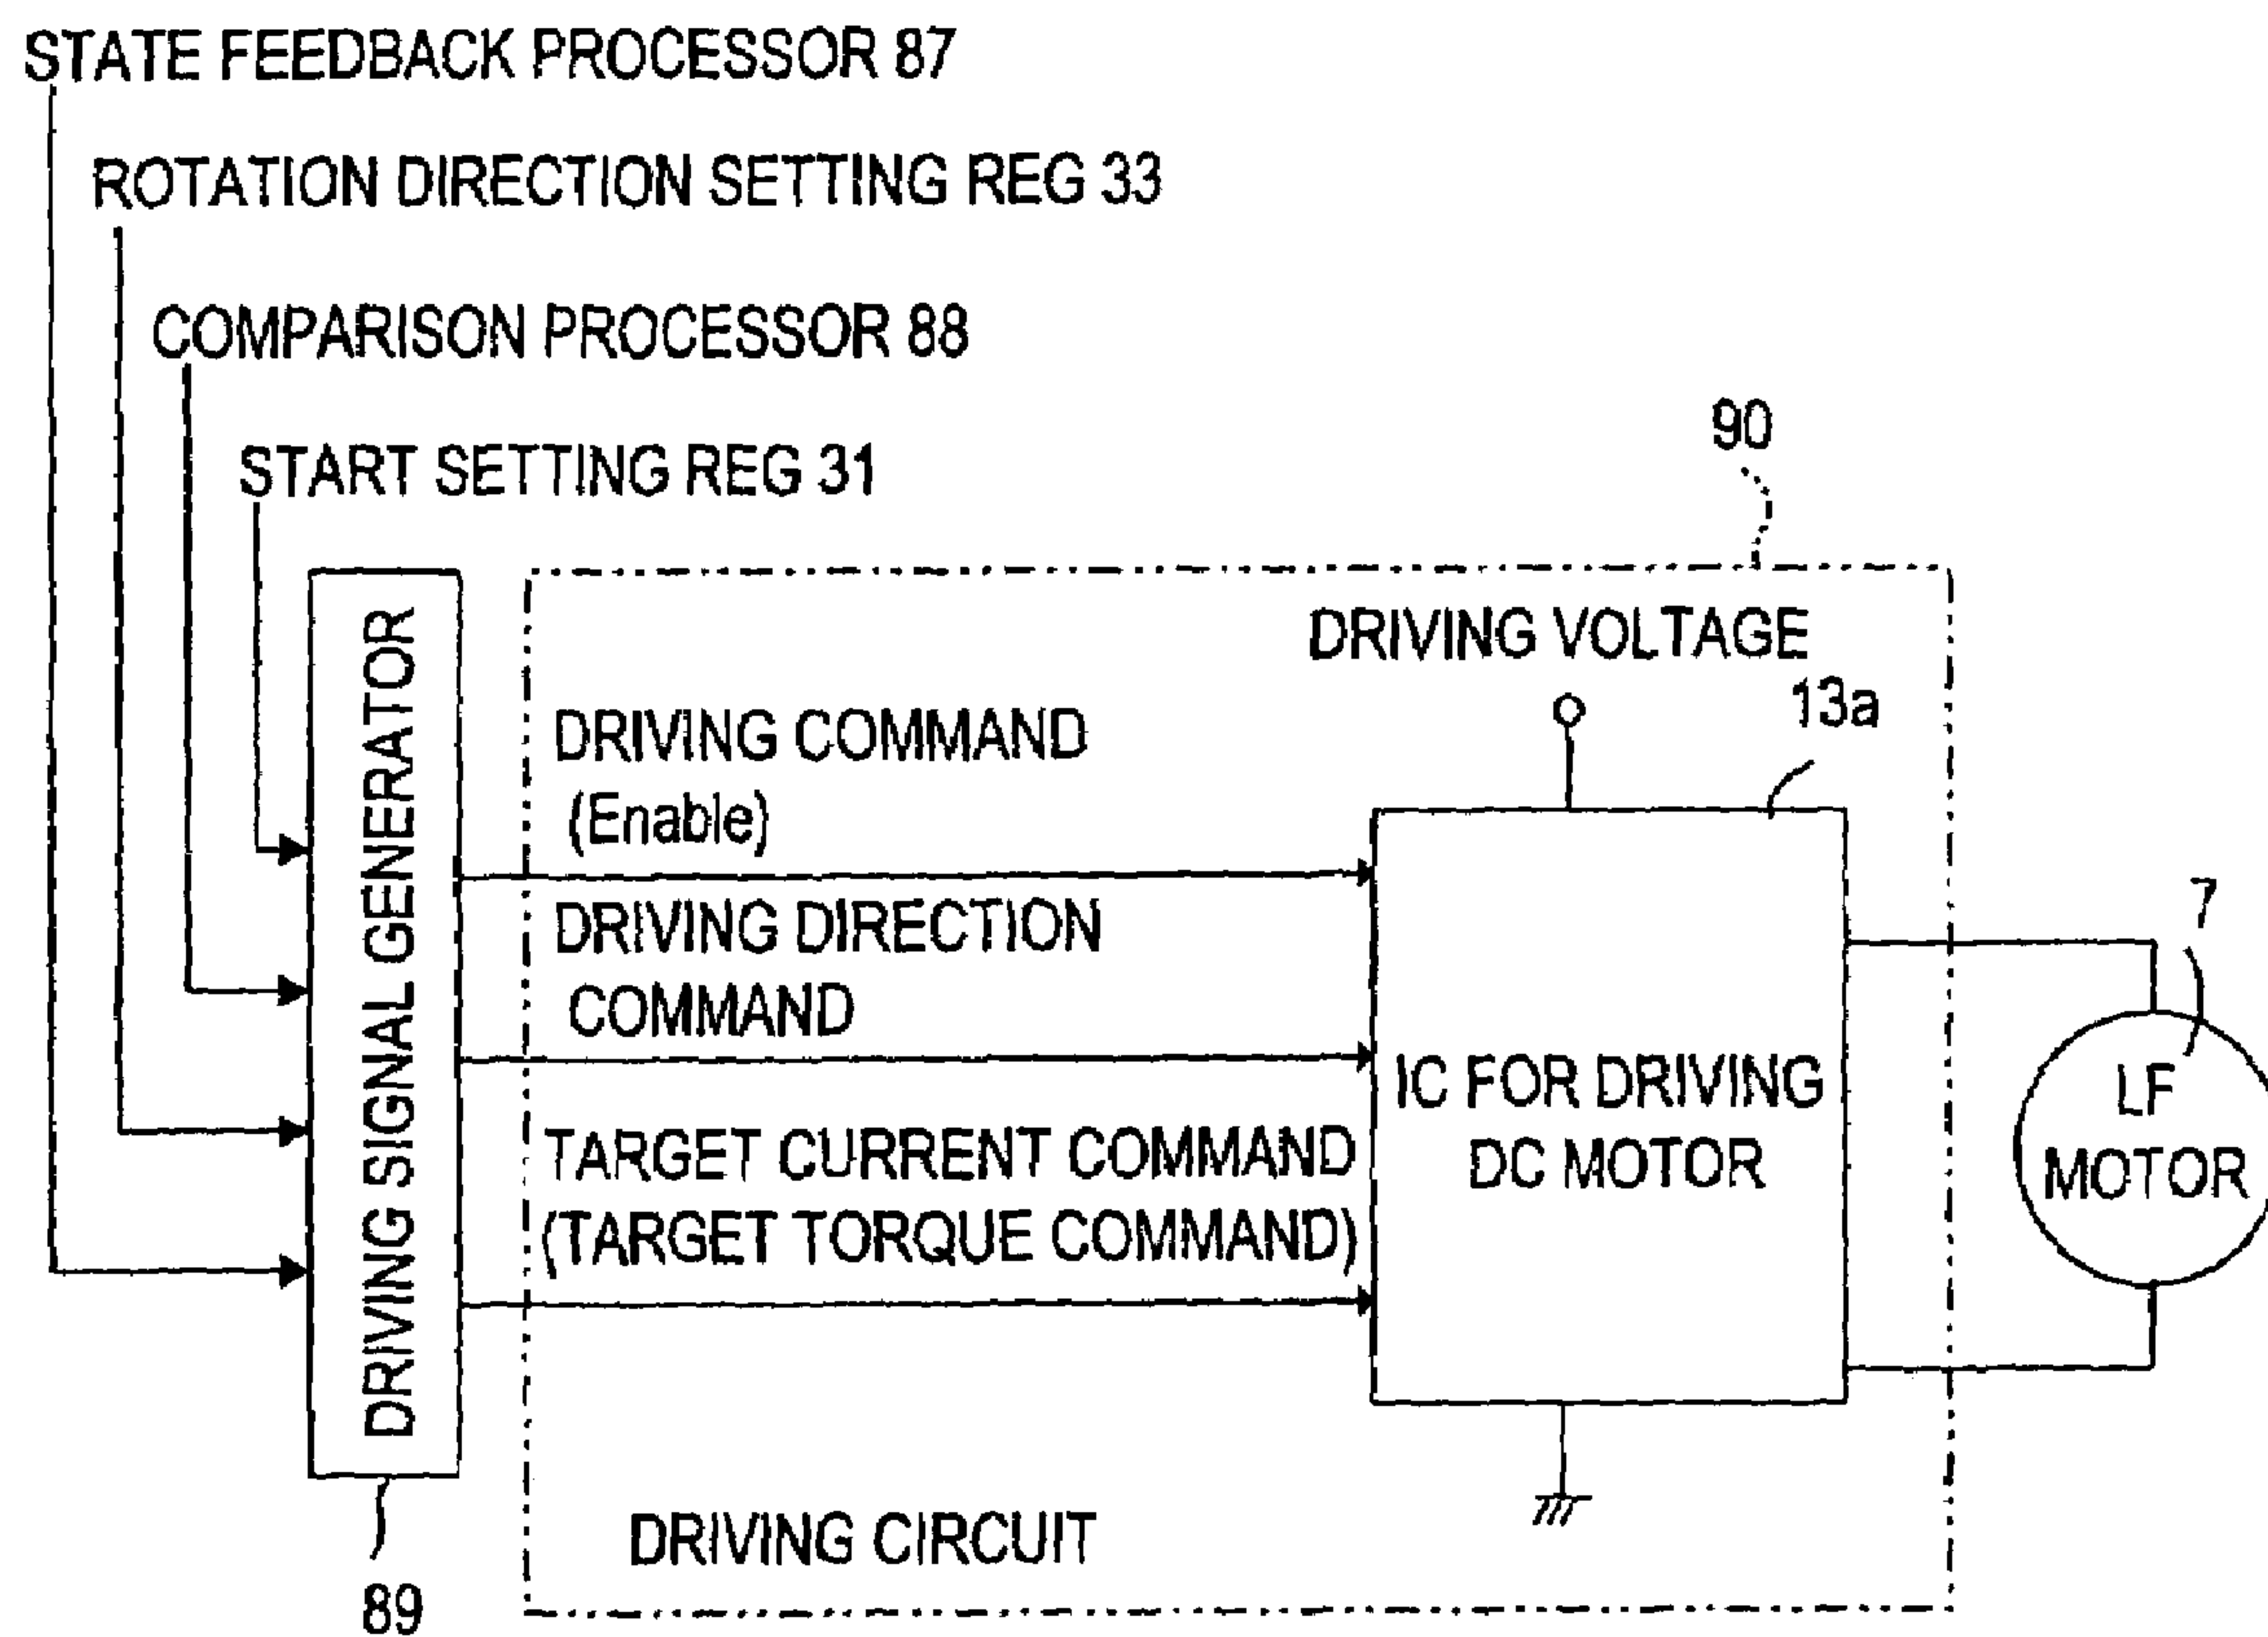 STATE FEEDBACK PROCESSOR 87
ROTATION DIRECTION SETTING REG 33
COMPARISON PROCESSOR 88
START SETTING REG 31
90
DRIVING VOLTAGE
13a
DRIVING COMMAND
(Enable)
DRIVING DIRECTION
COMMAND
TARGET CURRENT COMMAND
(TARGET TORQUE COMMAND)
DRIVING SIGNAL GENERATOR
IC FOR DRIVING
DC MOTOR
7
LF
MOTOR
DRIVING CIRCUIT
89